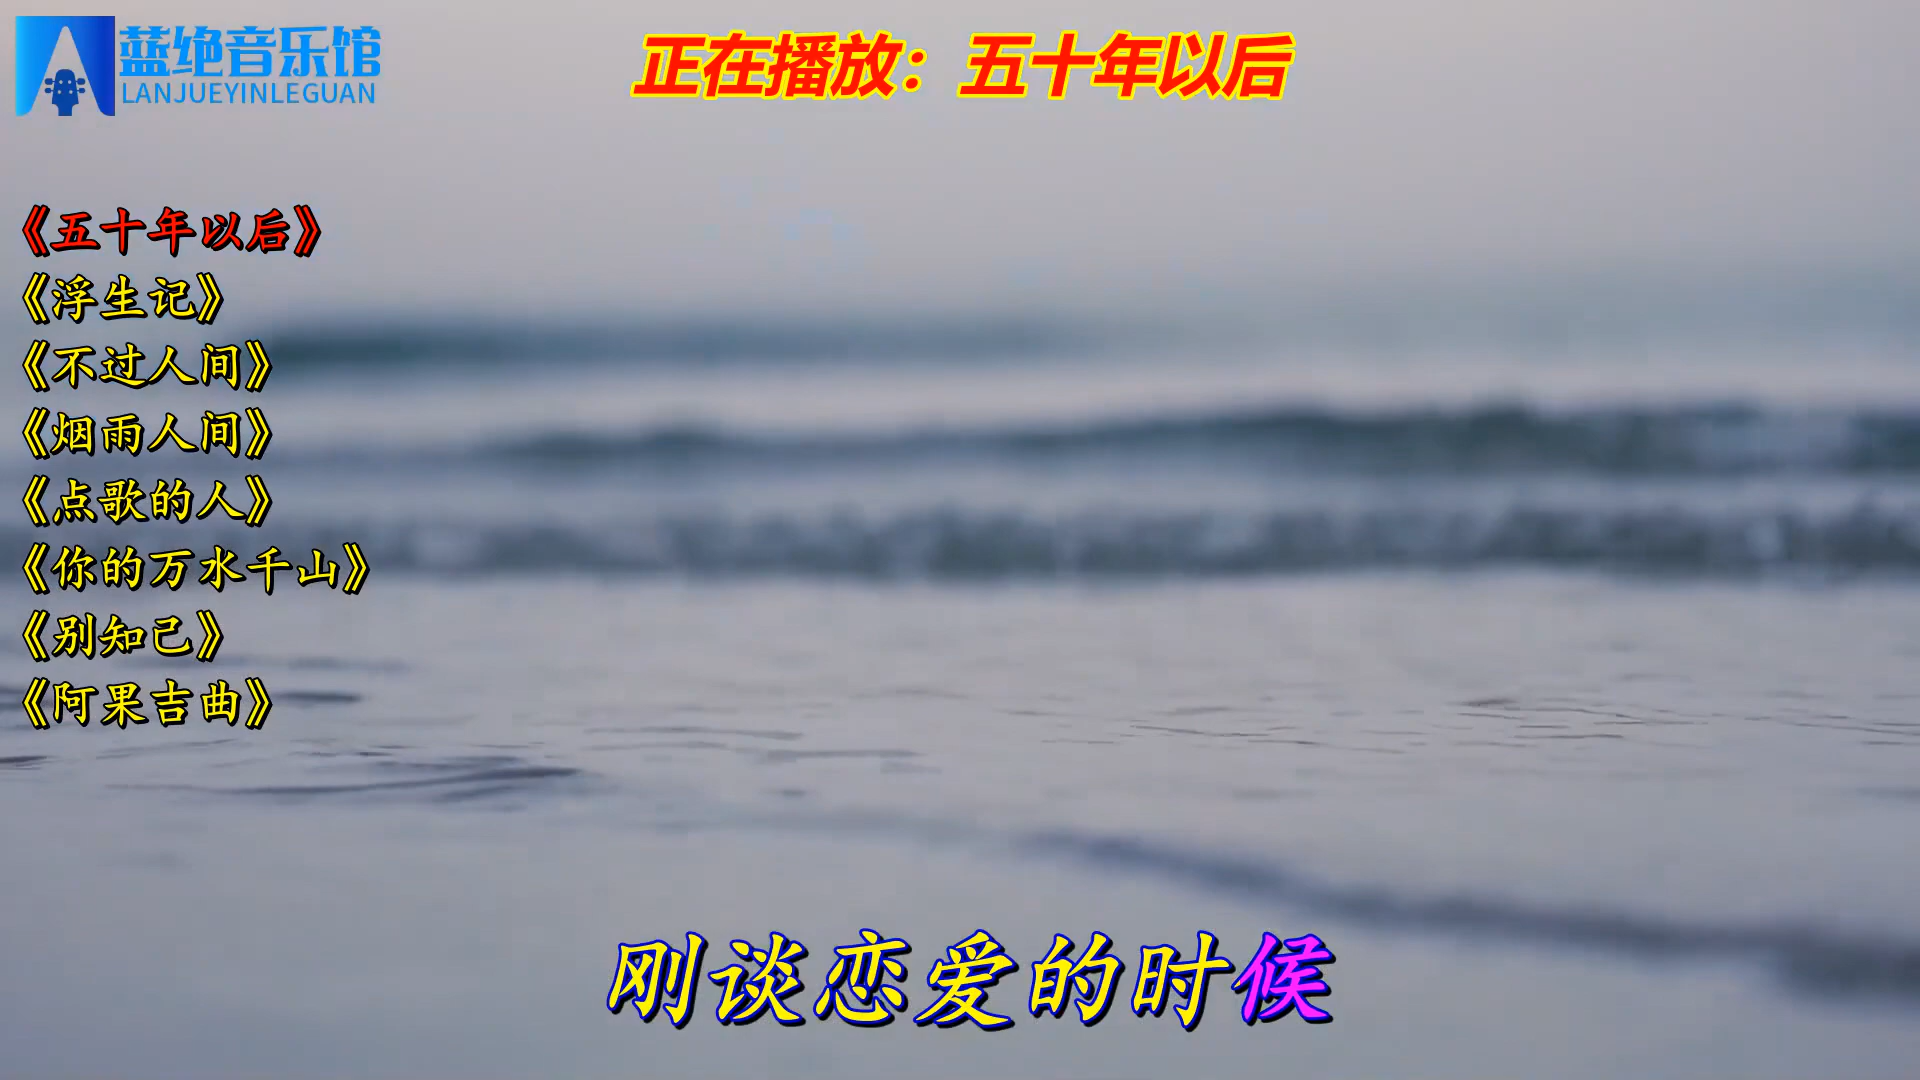 蓝绝音乐馆
LANJUEYINLEGUAN
正在播放：五十年以后
《五十年以后》
《浮生记》
《不过人间》
《烟雨人间》
《点歌的人》
《你的万水千山》
《别知己》
《阿果吉曲》
刚谈恋爱的时候